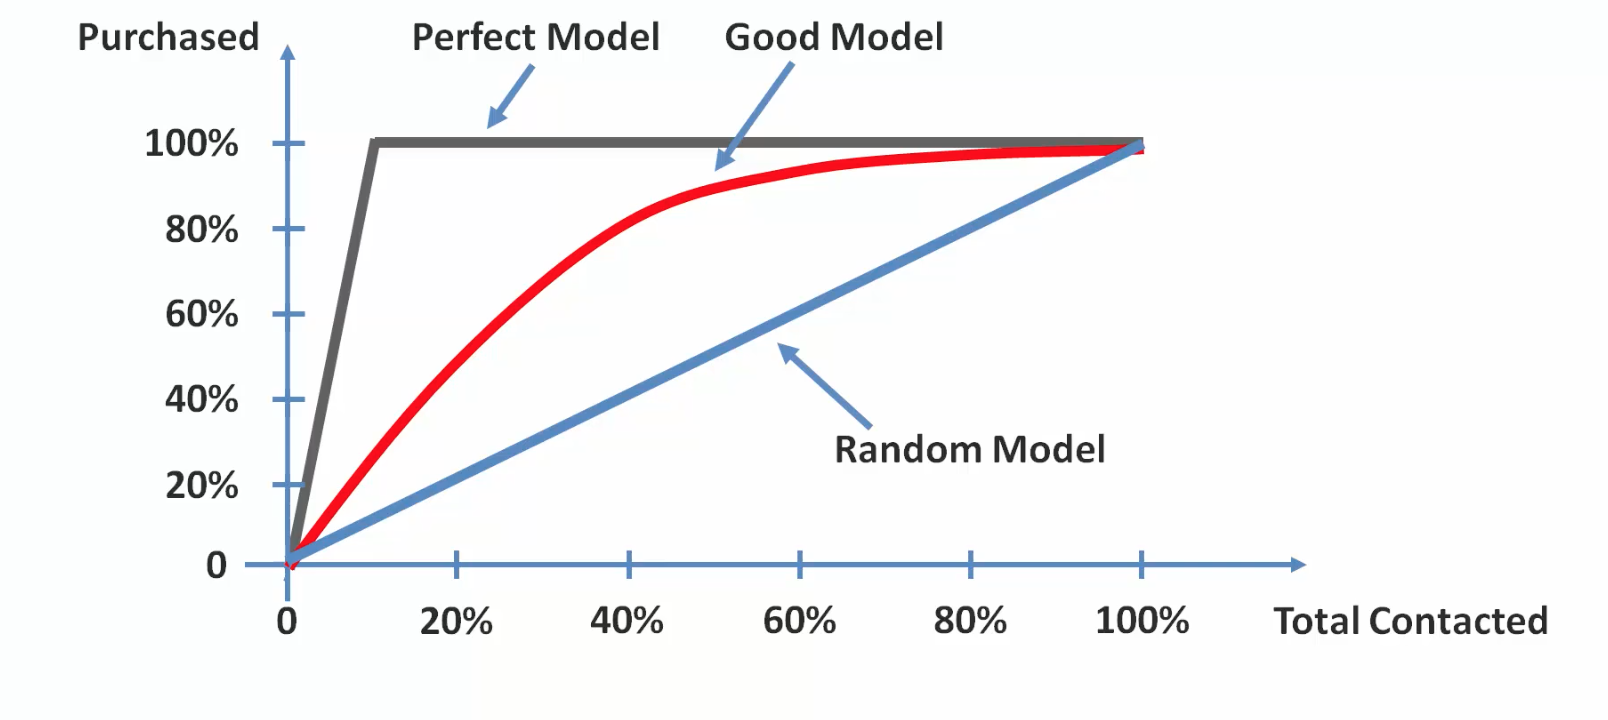 Purchased
Perfect Model
Good Model
100%
80%
60%
40%
Random Model
20%
0
0
20%
40%
60%
80%
100%
Total Contacted